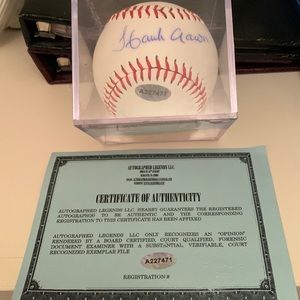 Hank Aaron
A227471
AUTOGRAPHED LEGENDS LLC.
CERTIFICATE OF AUTHENTICITY
AUTOGRAPHED LEGENDS LLC HEREBY GUARANTEES THE REGISTERED
AUTOGRAPH(S) TO BE AUTHENTIC AND THE CORRESPONDING
REGISTRATION TO THIS CERTIFICATE HAS BEEN AFFIXED
AUTOGRAPHED LEGENDS LLC ONLY RECOGNIZES AN "OPINION"
RENDERED BY A BOARD CERTIFIED, COURT QUALIFIED, FORENSIC
DOCUMENT EXAMINER WITH A SUBSTANTIAL, VERIFIABLE, COURT
RECOGNIZED EXEMPLAR FILE
A227471
REGISTRATION #